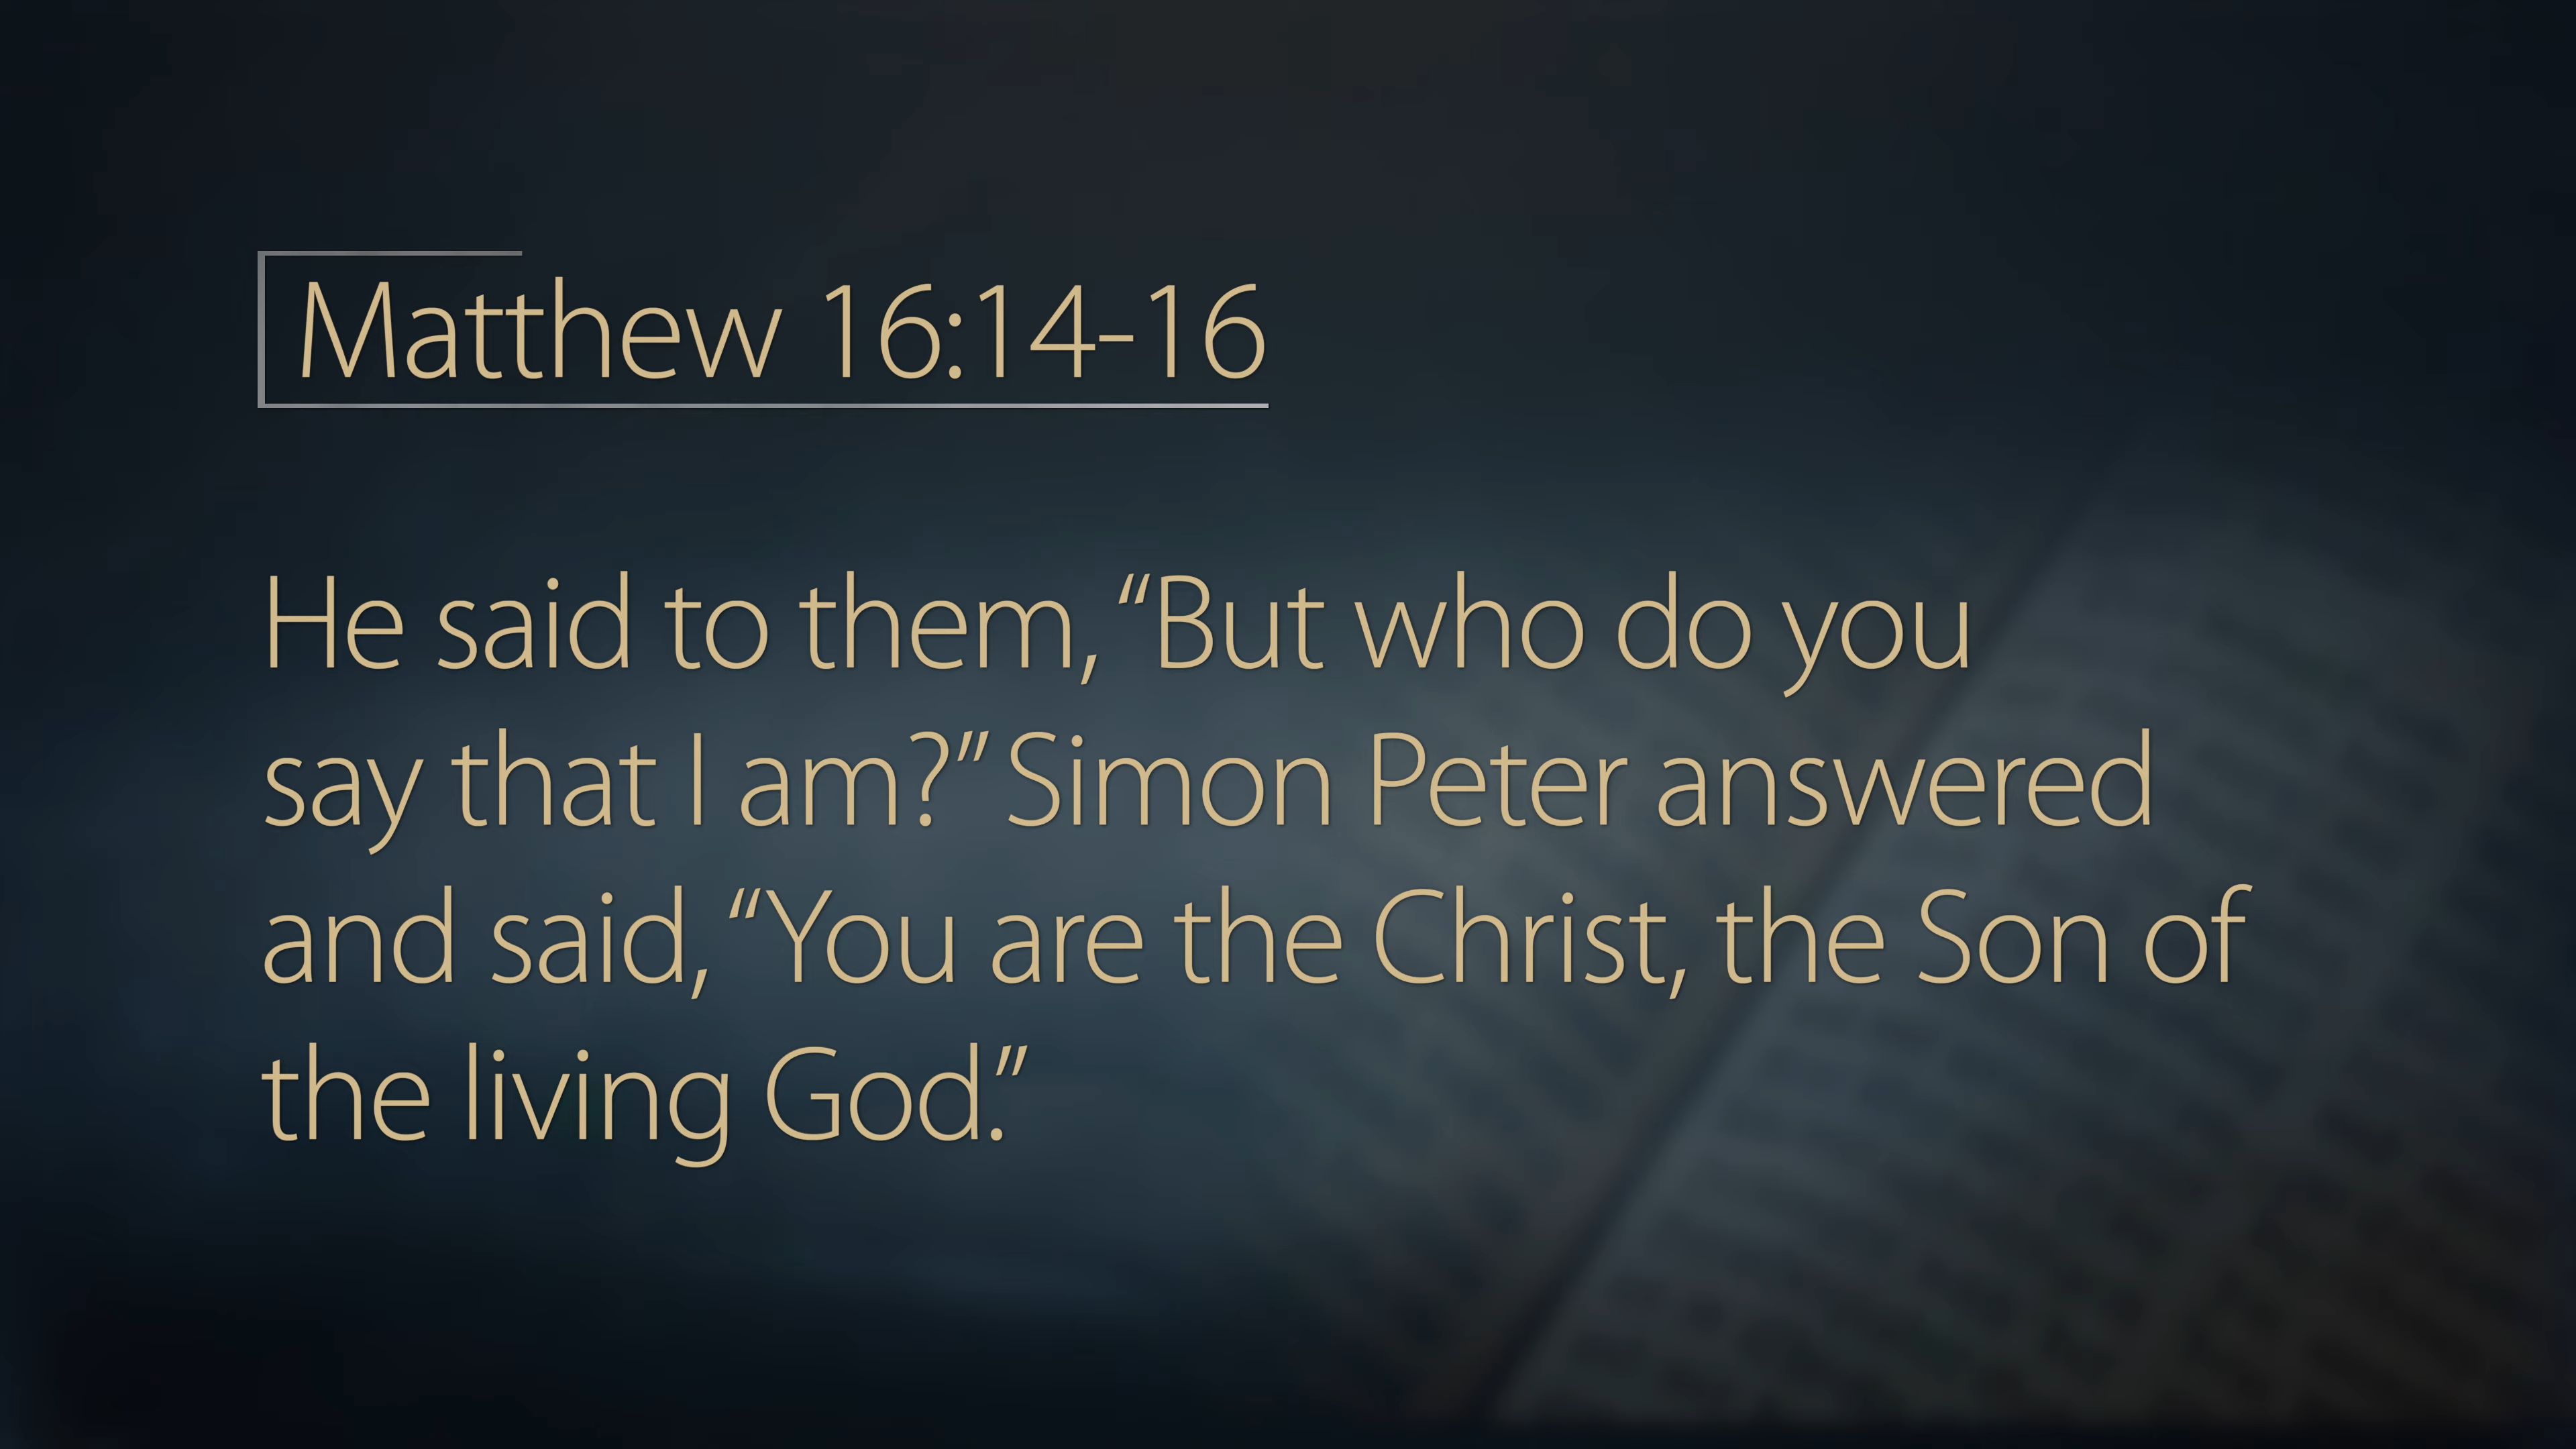 Matthew 16:14-16
He said to them, “But who do you
say that I am?” Simon Peter answered
and said, “You are the Christ, the Son of
the living God.”